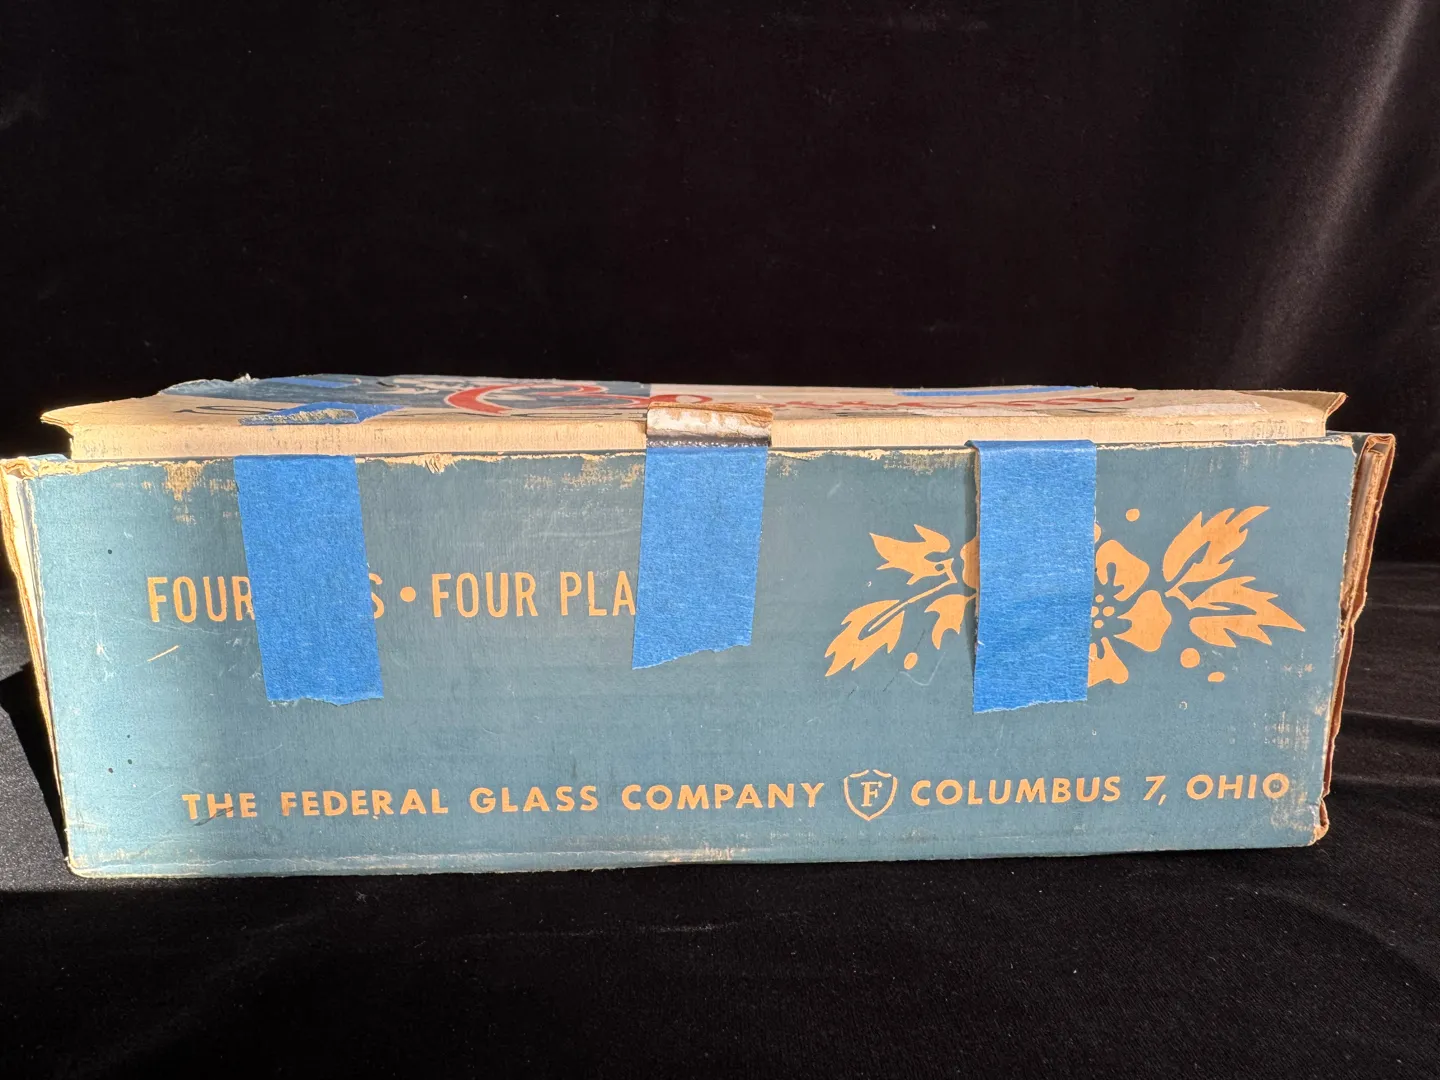 FOUR S • FOUR PLA
THE FEDERAL GLASS COMPANY F COLUMBUS 7, OHIO